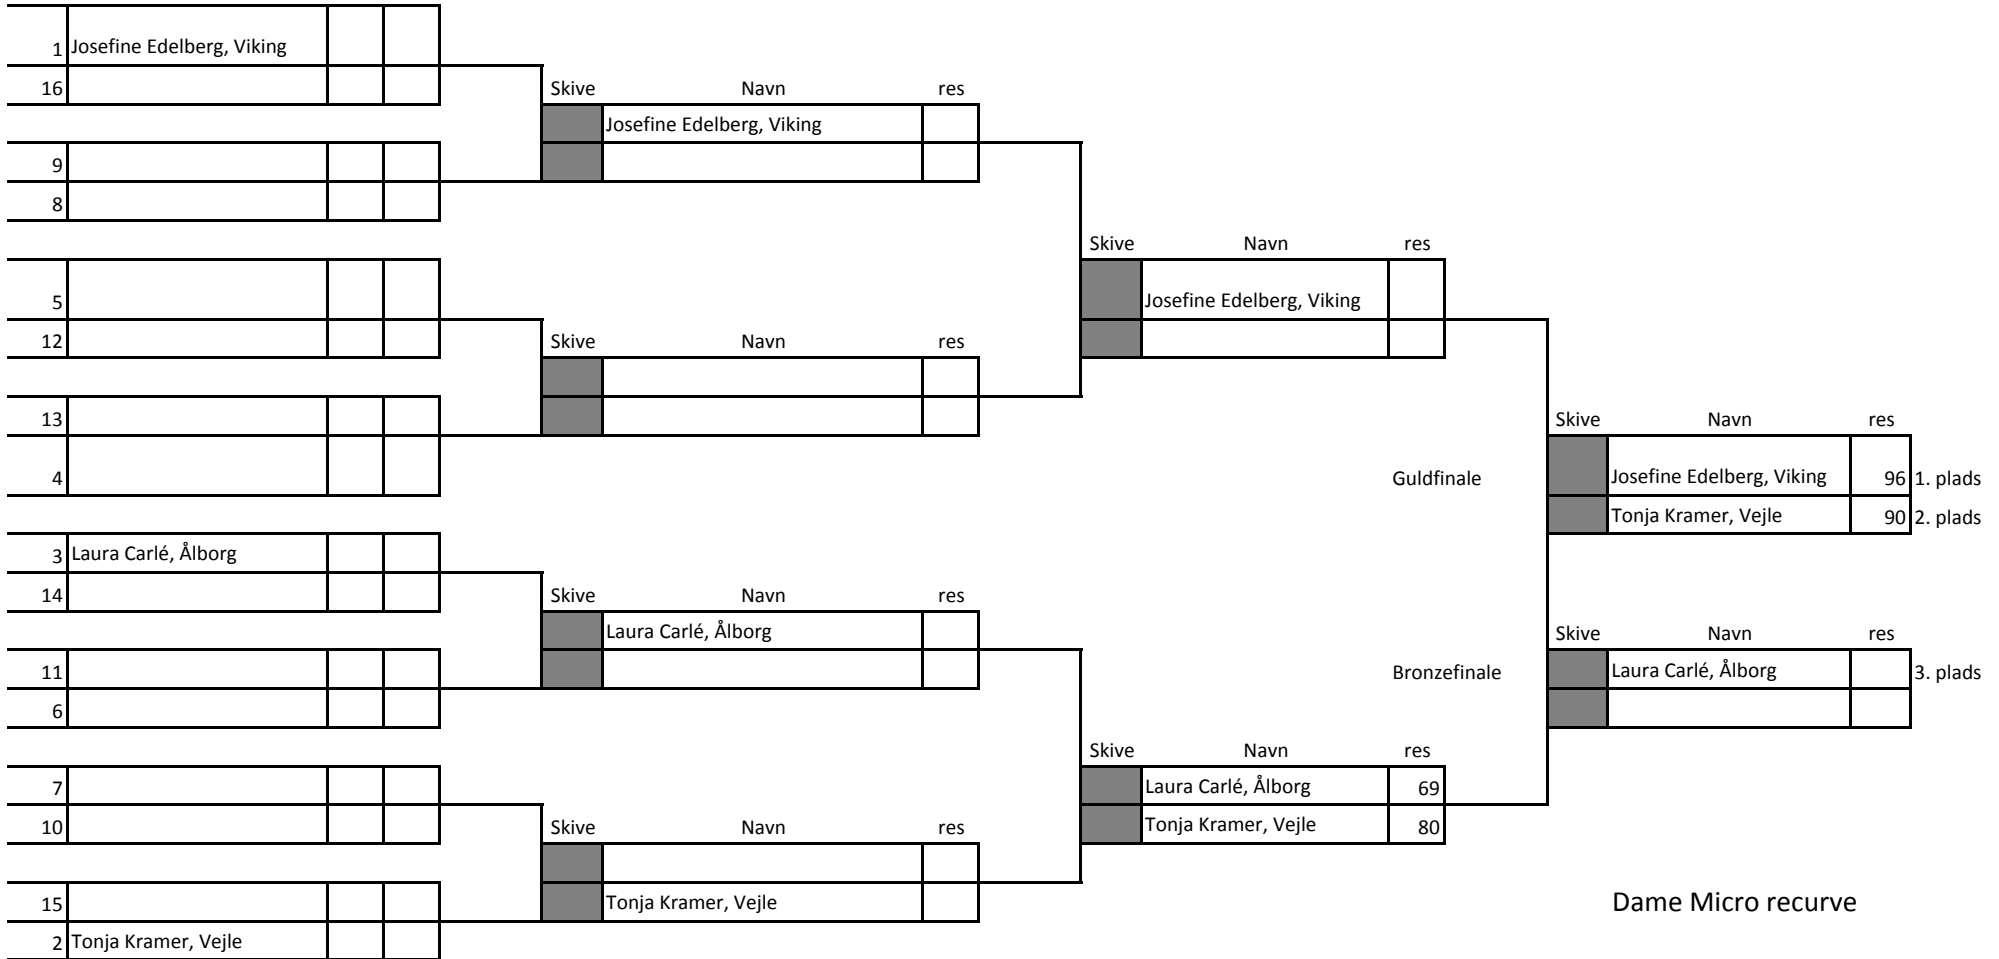 1 Josefine Edelberg, Viking
16
Skive Navn res
Josefine Edelberg, Viking
9
8
Skive Navn res
5
Josefine Edelberg, Viking
12
Skive Navn res
13
Skive Navn res
4
Guldfinale
Josefine Edelberg, Viking 96 1. plads
Tonja Kramer, Vejle 90 2. plads
3 Laura Carlé, Ålborg
14
Skive Navn res
Laura Carlé, Ålborg
Skive Navn res
11
Bronzefinale
Laura Carlé, Ålborg 3. plads
6
Skive Navn res
7
Laura Carlé, Ålborg 69
10
Skive Navn res
Tonja Kramer, Vejle 80
15
Tonja Kramer, Vejle
Dame Micro recurve
2 Tonja Kramer, Vejle